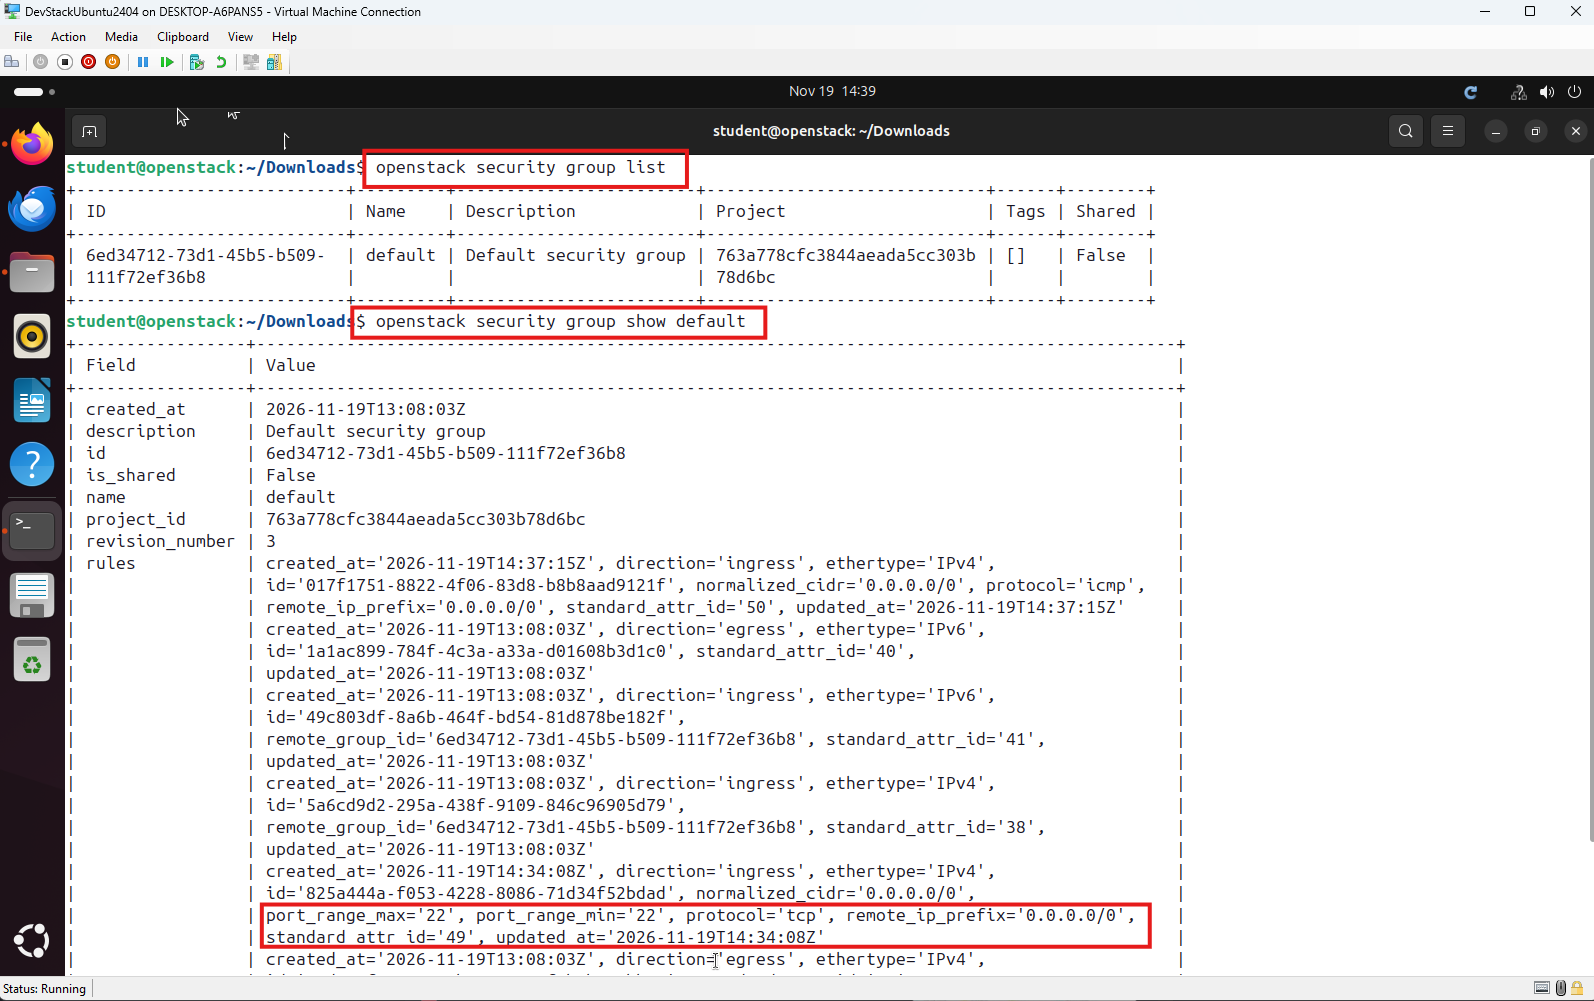 DevStackUbuntu2404 on DESKTOP-A6PANS5 - Virtual Machine Connection
File Action Media Clipboard View Help
Nov 19 14:39
student@openstack: ~/Downloads
student@openstack:~/Downloads$ openstack security group list
| ID | Name | Description | Project | Tags | Shared |
| 6ed34712-73d1-45b5-b509- | default | Default security group | 763a778cfc3844aeada5cc303b | [] | False |
| 111f72ef36b8 | | | 78d6bc | | |
student@openstack:~/Downloads$ openstack security group show default
| Field | Value |
| created_at | 2026-11-19T13:08:03Z |
| description | Default security group |
| id | 6ed34712-73d1-45b5-b509-111f72ef36b8 |
| is_shared | False |
| name | default |
| project_id | 763a778cfc3844aeada5cc303b78d6bc |
| revision_number | 3 |
| rules | created_at='2026-11-19T14:37:15Z', direction='ingress', ethertype='IPv4', |
| | id='017f1751-8822-4f06-83d8-b8b8aad9121f', normalized_cidr='0.0.0.0/0', protocol='icmp', |
| | remote_ip_prefix='0.0.0.0/0', standard_attr_id='50', updated_at='2026-11-19T14:37:15Z' |
| | created_at='2026-11-19T13:08:03Z', direction='egress', ethertype='IPv6', |
| | id='1a1ac899-784f-4c3a-a33a-d01608b3d1c0', standard_attr_id='40', |
| | updated_at='2026-11-19T13:08:03Z' |
| | created_at='2026-11-19T13:08:03Z', direction='ingress', ethertype='IPv6', |
| | id='49c803df-8a6b-464f-bd54-81d878be182f', |
| | remote_group_id='6ed34712-73d1-45b5-b509-111f72ef36b8', standard_attr_id='41', |
| | updated_at='2026-11-19T13:08:03Z' |
| | created_at='2026-11-19T13:08:03Z', direction='ingress', ethertype='IPv4', |
| | id='5a6cd9d2-295a-438f-9109-846c96905d79', |
| | remote_group_id='6ed34712-73d1-45b5-b509-111f72ef36b8', standard_attr_id='38', |
| | updated_at='2026-11-19T13:08:03Z' |
| | created_at='2026-11-19T14:34:08Z', direction='ingress', ethertype='IPv4', |
| | id='825a444a-f053-4228-8086-71d34f52bdad', normalized_cidr='0.0.0.0/0', |
| | port_range_max='22', port_range_min='22', protocol='tcp', remote_ip_prefix='0.0.0.0/0', |
| | standard_attr_id='49', updated_at='2026-11-19T14:34:08Z' |
| | created_at='2026-11-19T13:08:03Z', direction='egress', ethertype='IPv4', |
Status: Running